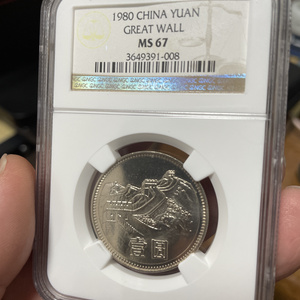 1980 CHINA YUAN
GREAT WALL
MS 67
3649391-008
壹圆